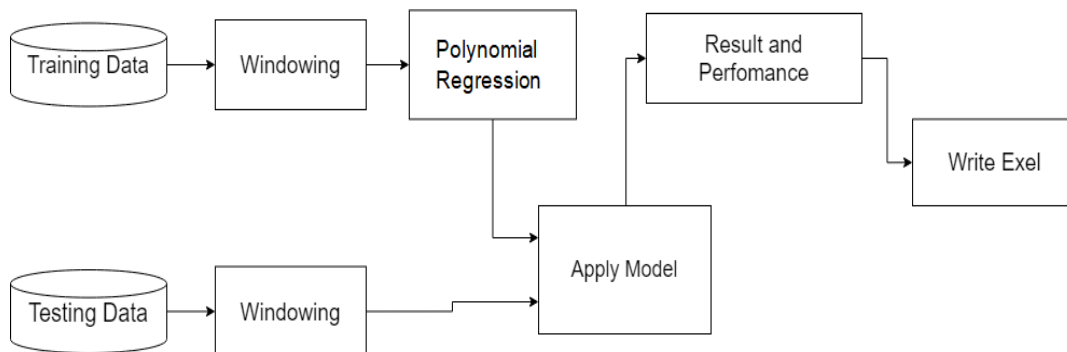 Training Data
Windowing
Polynomial
Regression
Result and
Perfomance
Write Exel
Apply Model
Testing Data
Windowing